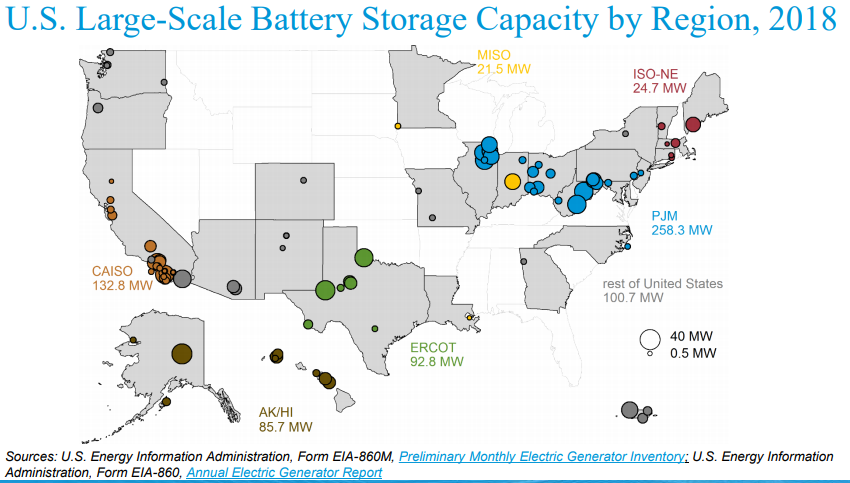 U.S. Large-Scale Battery Storage Capacity by Region, 2018
MISO
21.5 MW
ISO-NE
24.7 MW
PJM
258.3 MW
CAISO
132.8 MW
rest of United States
100.7 MW
40 MW
0.5 MW
ERCOT
92.8 MW
AK/HI
85.7 MW
Sources: U.S. Energy Information Administration, Form EIA-860M, Preliminary Monthly Electric Generator Inventory; U.S. Energy Information
Administration, Form EIA-860, Annual Electric Generator Report